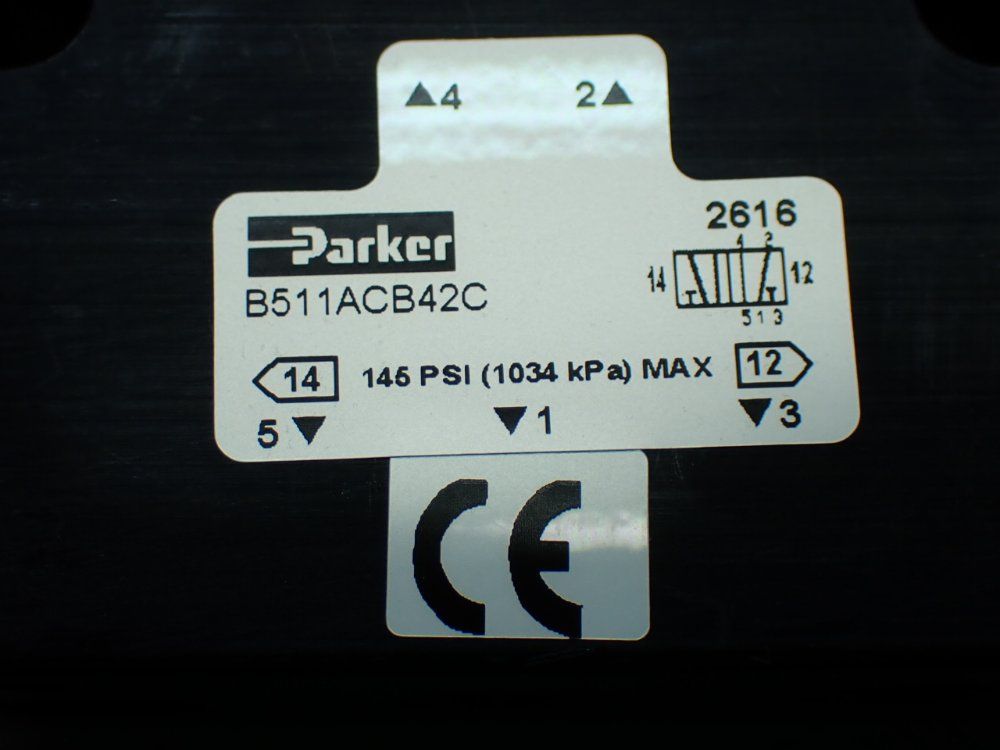 ▲4 2▲
Parker
B511ACB42C
2616
4 2
14 12
5 1 3
14 145 PSI (1034 kPa) MAX 12
5▼ ▼1 ▼3
CE